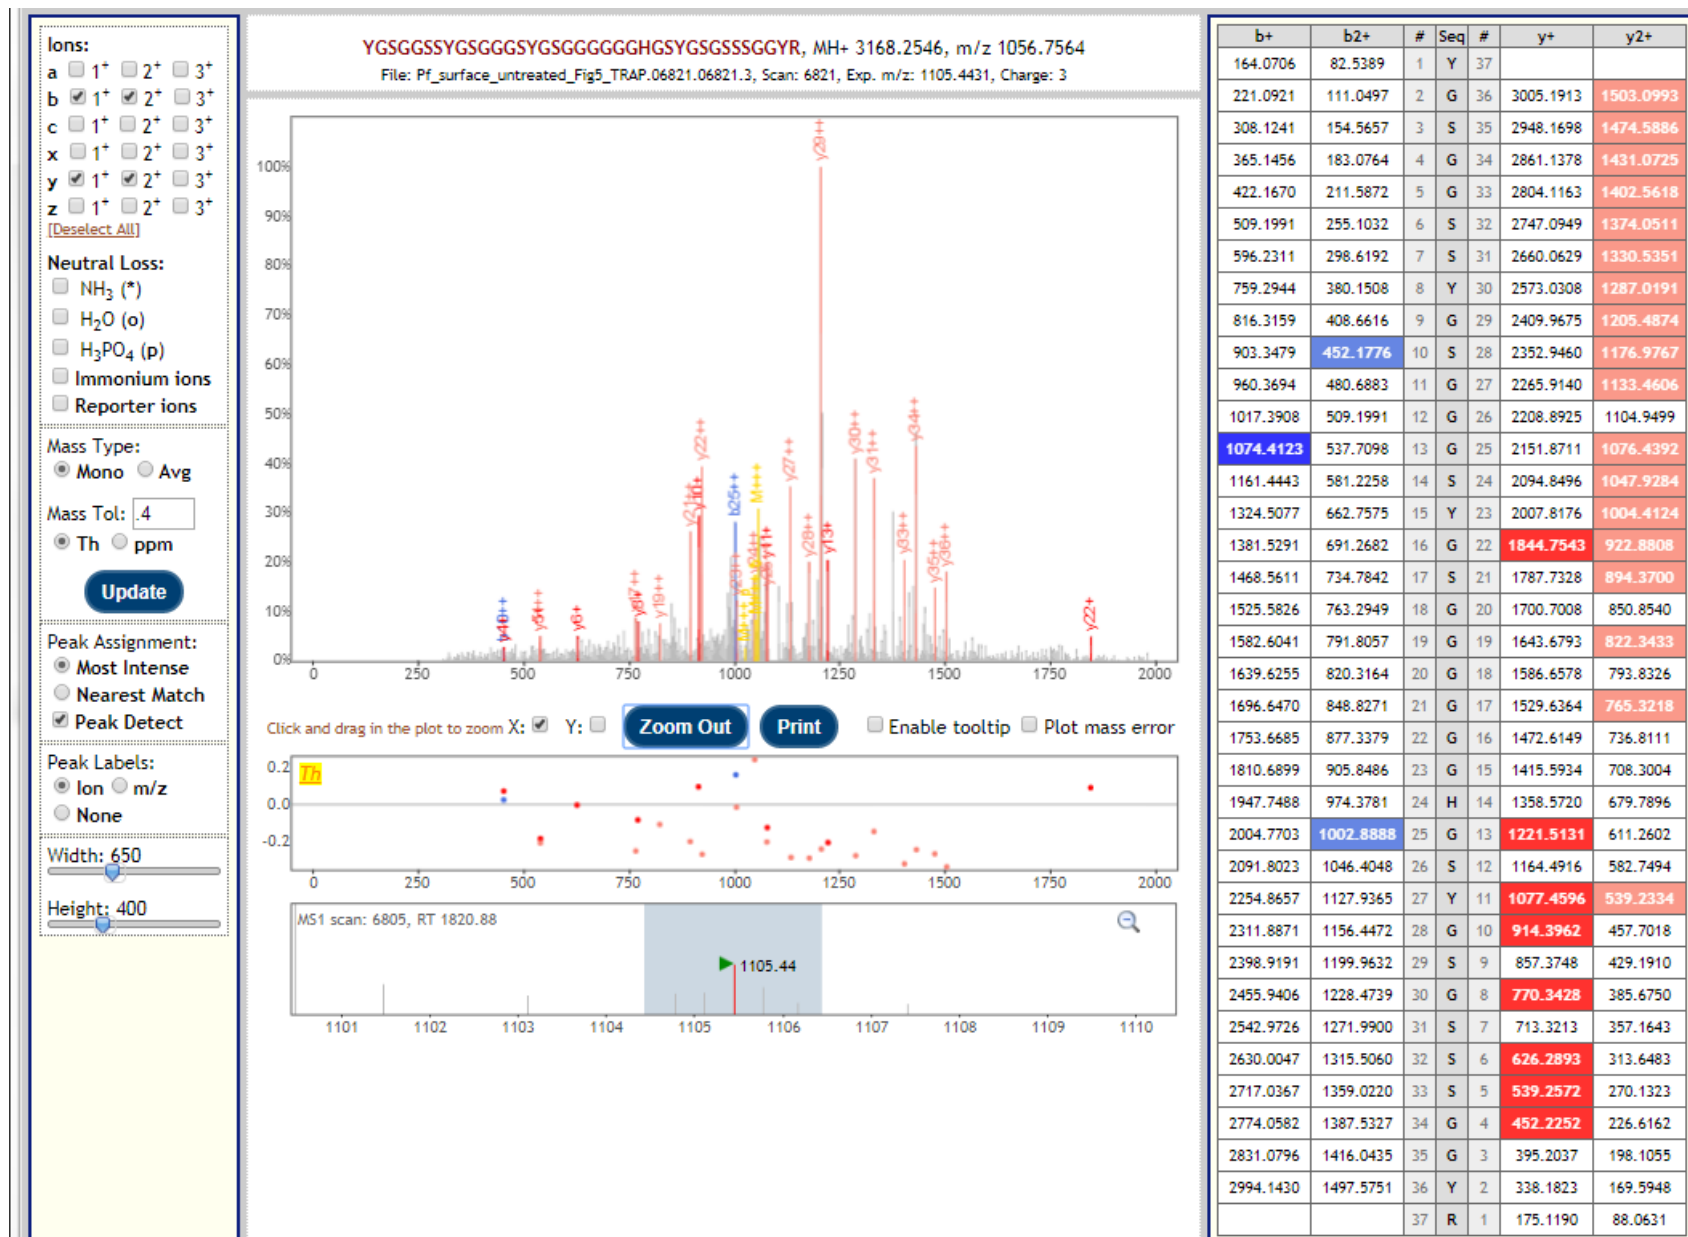 Ions:
a 1+ 2+ 3+
b 1+ 2+ 3+
c 1+ 2+ 3+
x 1+ 2+ 3+
y 1+ 2+ 3+
z 1+ 2+ 3+
[Deselect All]
Neutral Loss:
NH3 (*)
H2O (o)
H3PO4 (p)
Immonium ions
Reporter ions
Mass Type:
Mono Avg
Mass Tol: .4
Th ppm
Update
Peak Assignment:
Most Intense
Nearest Match
Peak Detect
Peak Labels:
Ion m/z
None
Width: 650
Height: 400
YGSGGSSYGSGGGSYGSGGGGGGHGSYGSGSSSGGYR, MH+ 3168.2546, m/z 1056.7564
File: Pf_surface_untreated_Fig5_TRAP.06821.06821.3, Scan: 6821, Exp. m/z: 1105.4431, Charge: 3
100%
90%
80%
70%
60%
50%
40%
30%
20%
10%
0%
y6+
y19++
y22++
b25++
M+++
y27++
y28++
y29++
y13+
y30++
y31++
y33++
y34++
y35++
y36++
y22+
0 250 500 750 1000 1250 1500 1750 2000
Click and drag in the plot to zoom X: Y: Zoom Out Print Enable tooltip Plot mass error
Th
0.2
0.0
-0.2
0 250 500 750 1000 1250 1500 1750 2000
MS1 scan: 6805, RT 1820.88
1105.44
1101 1102 1103 1104 1105 1106 1107 1108 1109 1110
b+ b2+ # Seq # y+ y2+
164.0706 82.5389 1 Y 37
221.0921 111.0497 2 G 36 3005.1913 1503.0993
308.1241 154.5657 3 S 35 2948.1698 1474.5886
365.1456 183.0764 4 G 34 2861.1378 1431.0725
422.1670 211.5872 5 G 33 2804.1163 1402.5618
509.1991 255.1032 6 S 32 2747.0949 1374.0511
596.2311 298.6192 7 S 31 2660.0629 1330.5351
759.2944 380.1508 8 Y 30 2573.0308 1287.0191
816.3159 408.6616 9 G 29 2409.9675 1205.4874
903.3479 452.1776 10 S 28 2352.9460 1176.9767
960.3694 480.6883 11 G 27 2265.9140 1133.4606
1017.3908 509.1991 12 G 26 2208.8925 1104.9499
1074.4123 537.7098 13 G 25 2151.8711 1076.4392
1161.4443 581.2258 14 S 24 2094.8496 1047.9284
1324.5077 662.7575 15 Y 23 2007.8176 1004.4124
1381.5291 691.2682 16 G 22 1844.7543 922.8808
1468.5611 734.7842 17 S 21 1787.7328 894.3700
1525.5826 763.2949 18 G 20 1700.7008 850.8540
1582.6041 791.8057 19 G 19 1643.6793 822.3433
1639.6255 820.3164 20 G 18 1586.6578 793.8326
1696.6470 848.8271 21 G 17 1529.6364 765.3218
1753.6685 877.3379 22 G 16 1472.6149 736.8111
1810.6899 905.8486 23 G 15 1415.5934 708.3004
1947.7488 974.3781 24 H 14 1358.5720 679.7896
2004.7703 1002.8888 25 G 13 1221.5131 611.2602
2091.8023 1046.4048 26 S 12 1164.4916 582.7494
2254.8657 1127.9365 27 Y 11 1077.4596 539.2334
2311.8871 1156.4472 28 G 10 914.3962 457.7018
2398.9191 1199.9632 29 S 9 857.3748 429.1910
2455.9406 1228.4739 30 G 8 770.3428 385.6750
2542.9726 1271.9900 31 S 7 713.3213 357.1643
2630.0047 1315.5060 32 S 6 626.2893 313.6483
2717.0367 1359.0220 33 S 5 539.2572 270.1323
2774.0582 1387.5327 34 G 4 452.2252 226.6162
2831.0796 1416.0435 35 G 3 395.2037 198.1055
2994.1430 1497.5751 36 Y 2 338.1823 169.5948
37 R 1 175.1190 88.0631